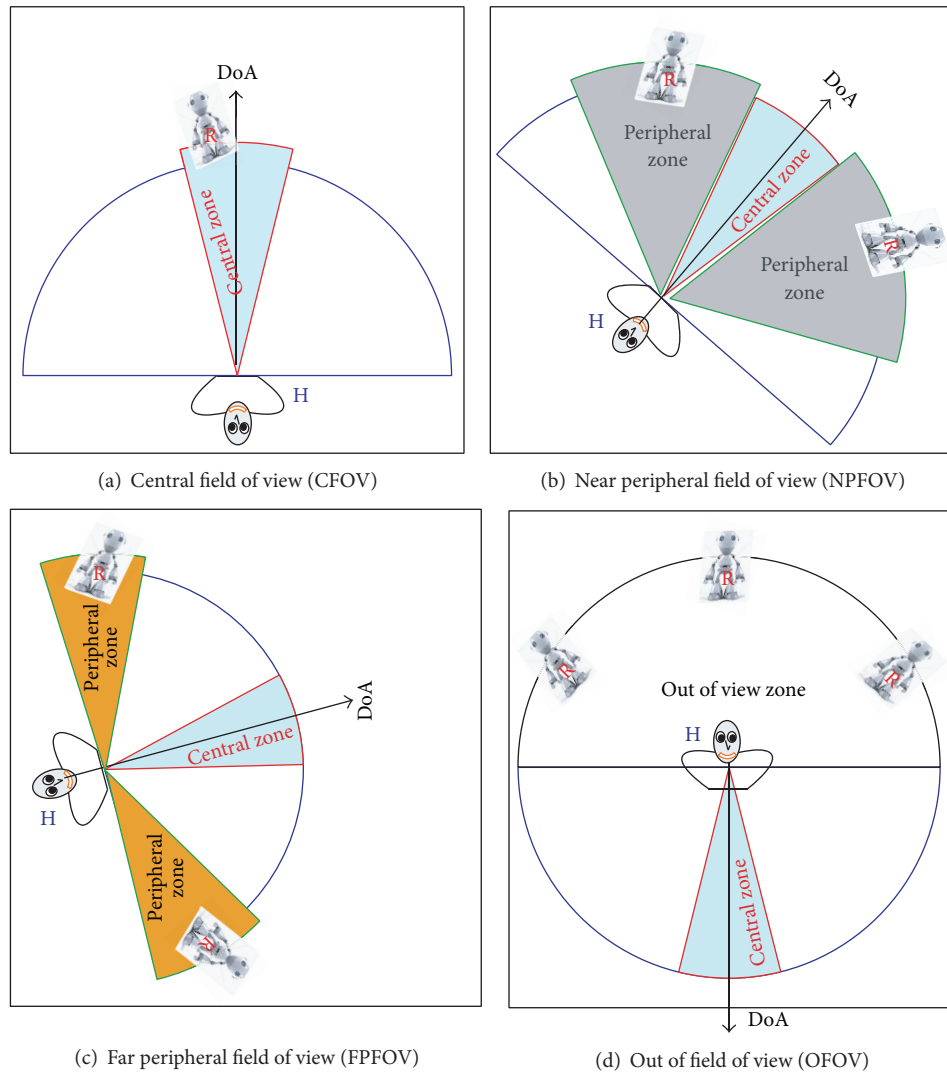 DoA
R
Central zone
H
(a) Central field of view (CFOV)
R
DoA
Peripheral
zone
Central zone
R
Peripheral
zone
H
(b) Near peripheral field of view (NPFOV)
R
Peripheral
zone
DoA
Central zone
H
Peripheral
zone
R
(c) Far peripheral field of view (FPFOV)
R
R
R
Out of view zone
H
Central zone
DoA
(d) Out of field of view (OFOV)